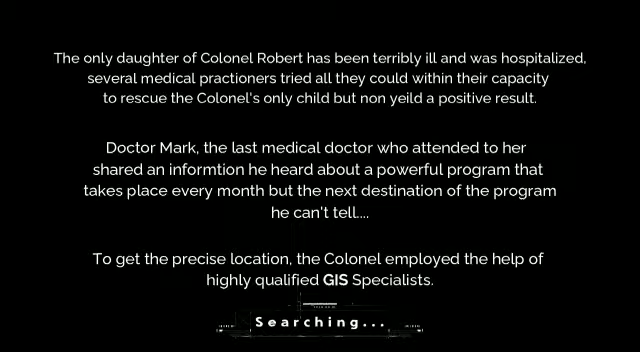 The only daughter of Colonel Robert has been terribly ill and was hospitalized,
several medical practioners tried all they could within their capacity
to rescue the Colonel's only child but non yeild a positive result.
Doctor Mark, the last medical doctor who attended to her
shared an informtion he heard about a powerful program that
takes place every month but the next destination of the program
he can't tell....
To get the precise location, the Colonel employed the help of
highly qualified GIS Specialists.
Searching...